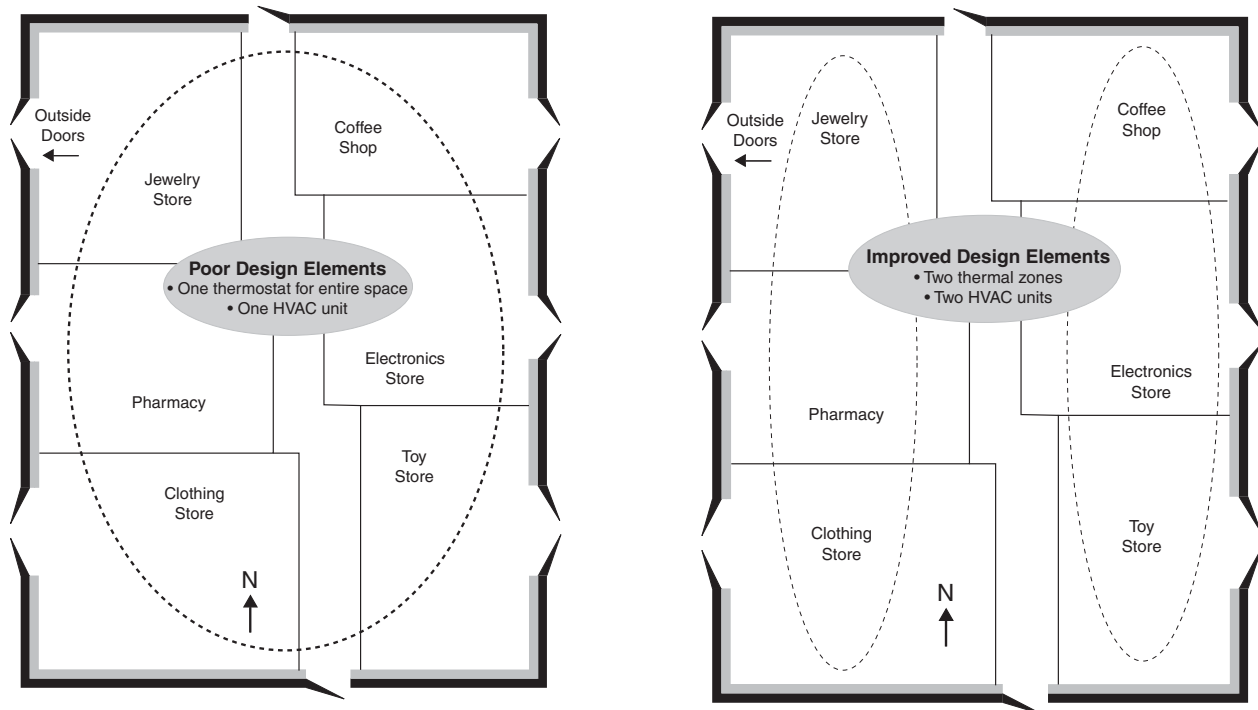 Outside
Doors
Coffee
Shop
Jewelry
Store
Poor Design Elements
• One thermostat for entire space
• One HVAC unit
Electronics
Store
Pharmacy
Toy
Store
Clothing
Store
N
Outside
Doors
Jewelry
Store
Coffee
Shop
Improved Design Elements
• Two thermal zones
• Two HVAC units
Electronics
Store
Pharmacy
Clothing
Store
Toy
Store
N